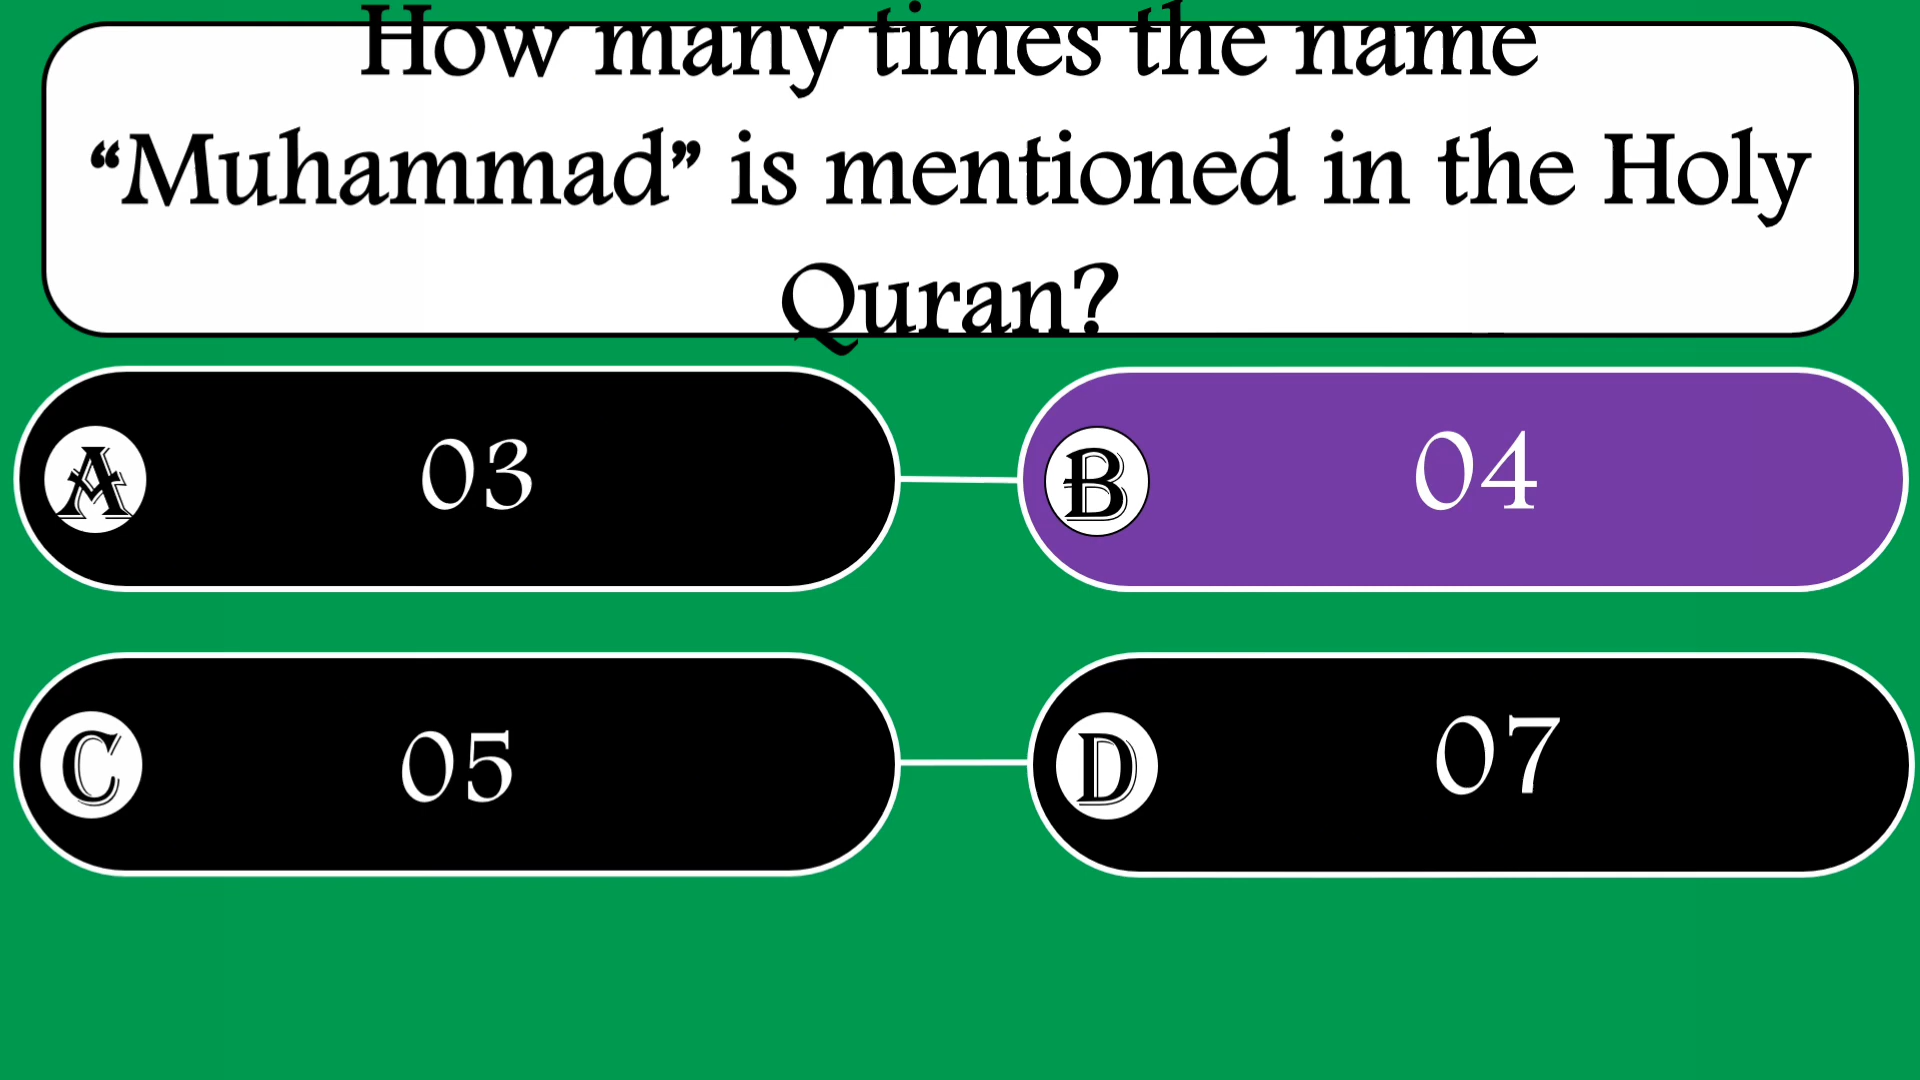 How many times the name
“Muhammad” is mentioned in the Holy
Quran?
A 03
B 04
C 05
D 07